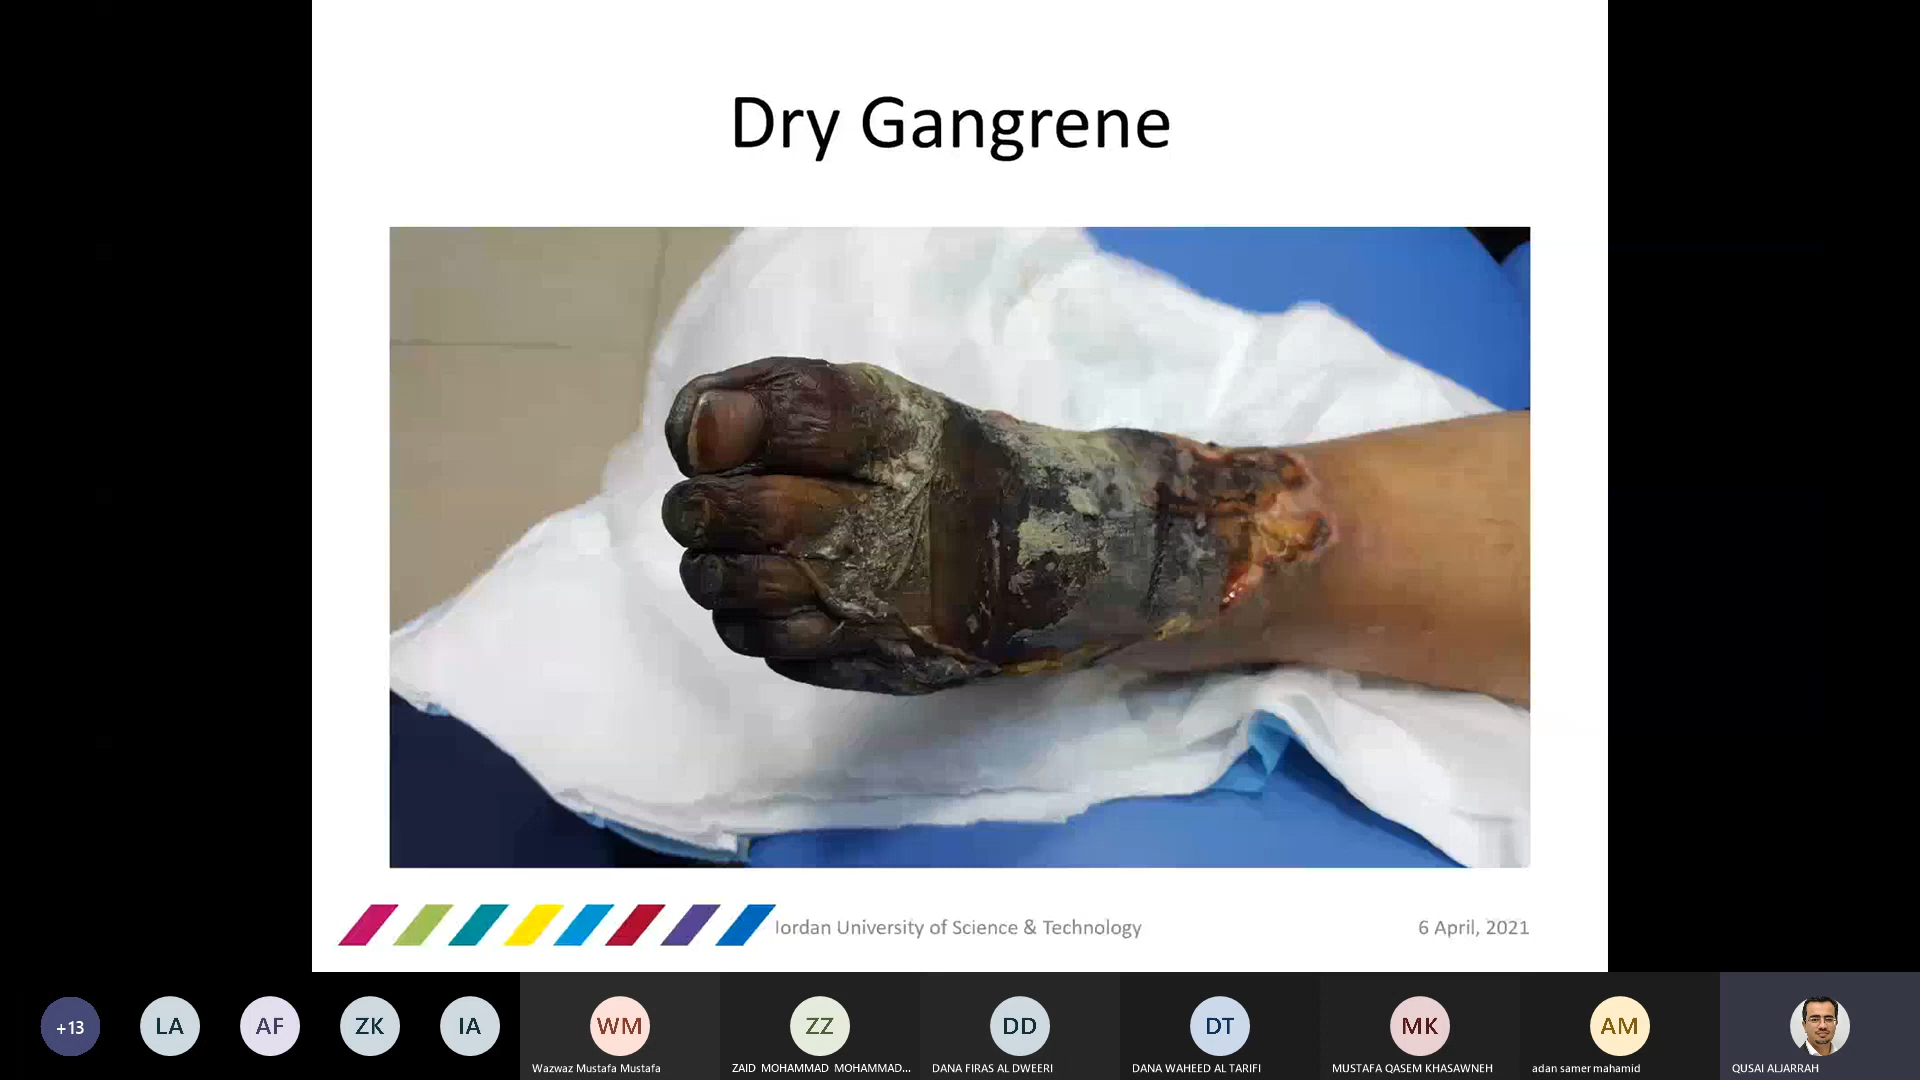 Dry Gangrene
Jordan University of Science & Technology
6 April, 2021
+13
LA
AF
ZK
IA
WM
ZZ
DD
DT
MK
AM
Wazwaz Mustafa Mustafa
ZAID MOHAMMAD MOHAMMAD...
DANA FIRAS AL DWEERI
DANA WAHEED AL TARIFI
MUSTAFA QASEM KHASAWNEH
adan samer mahamid
QUSAI ALJARRAH